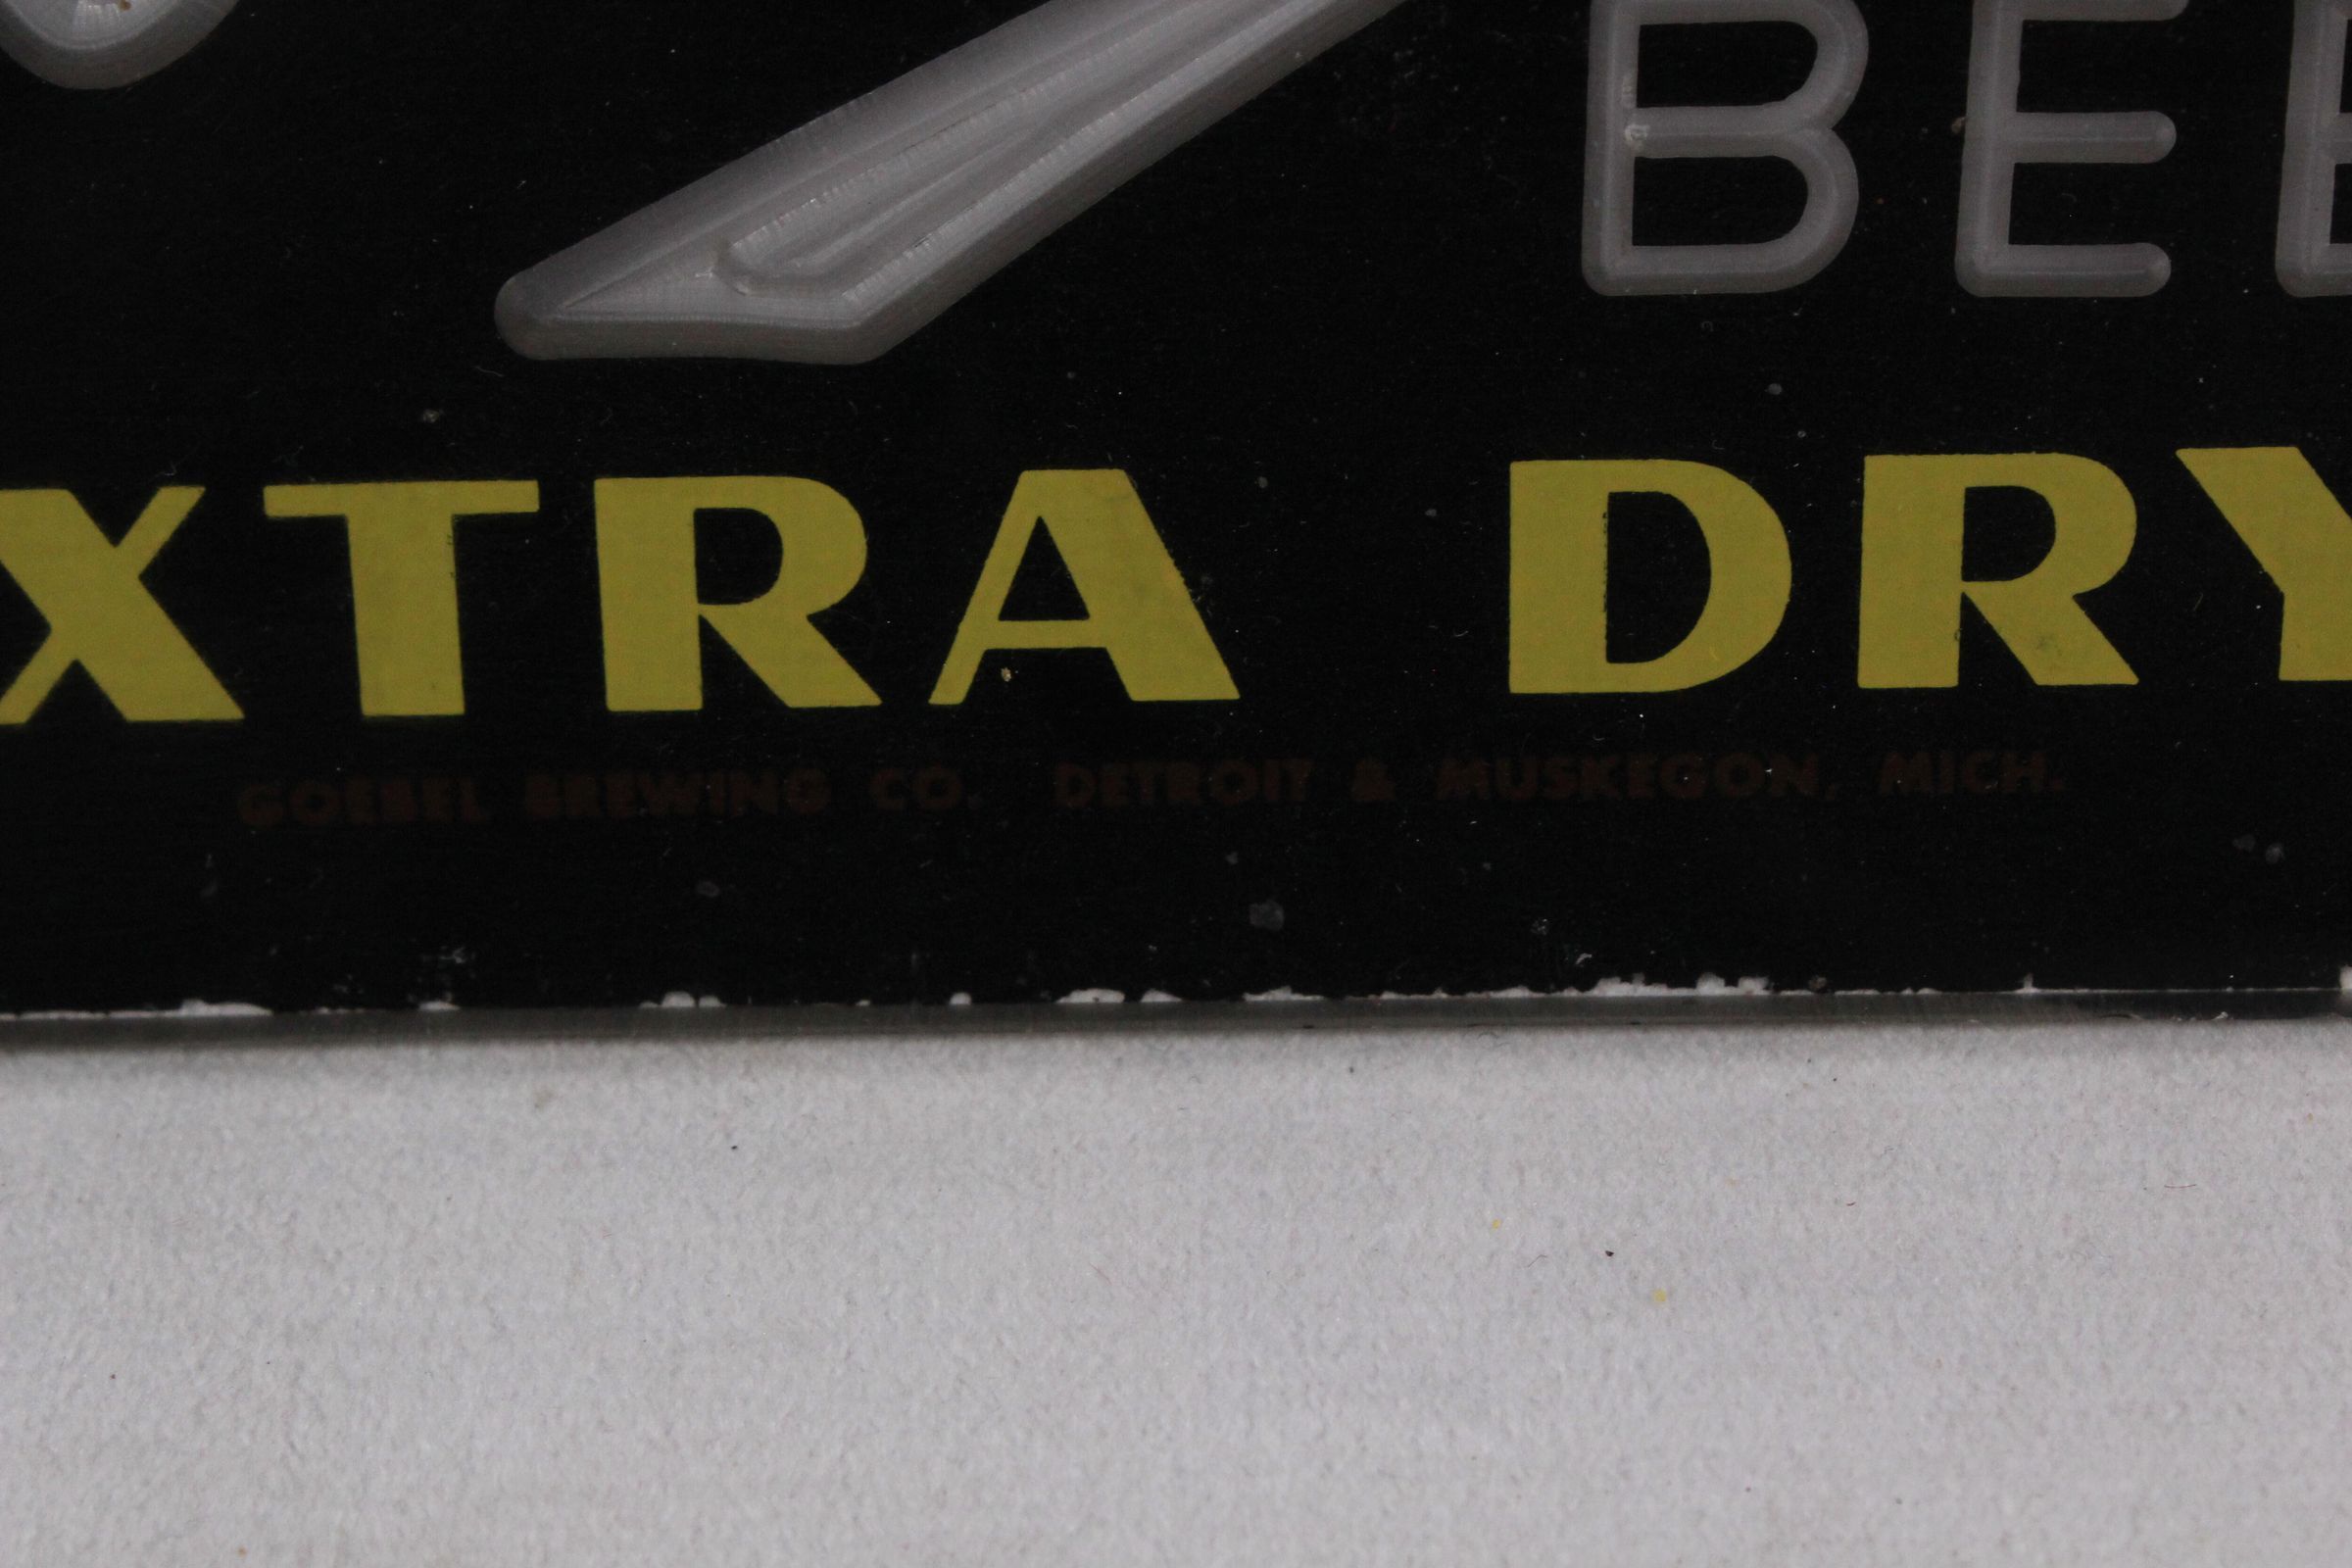 BEE
XTRA DRY
GOEBEL BREWING CO. DETROIT & MUSKEGON, MICH.